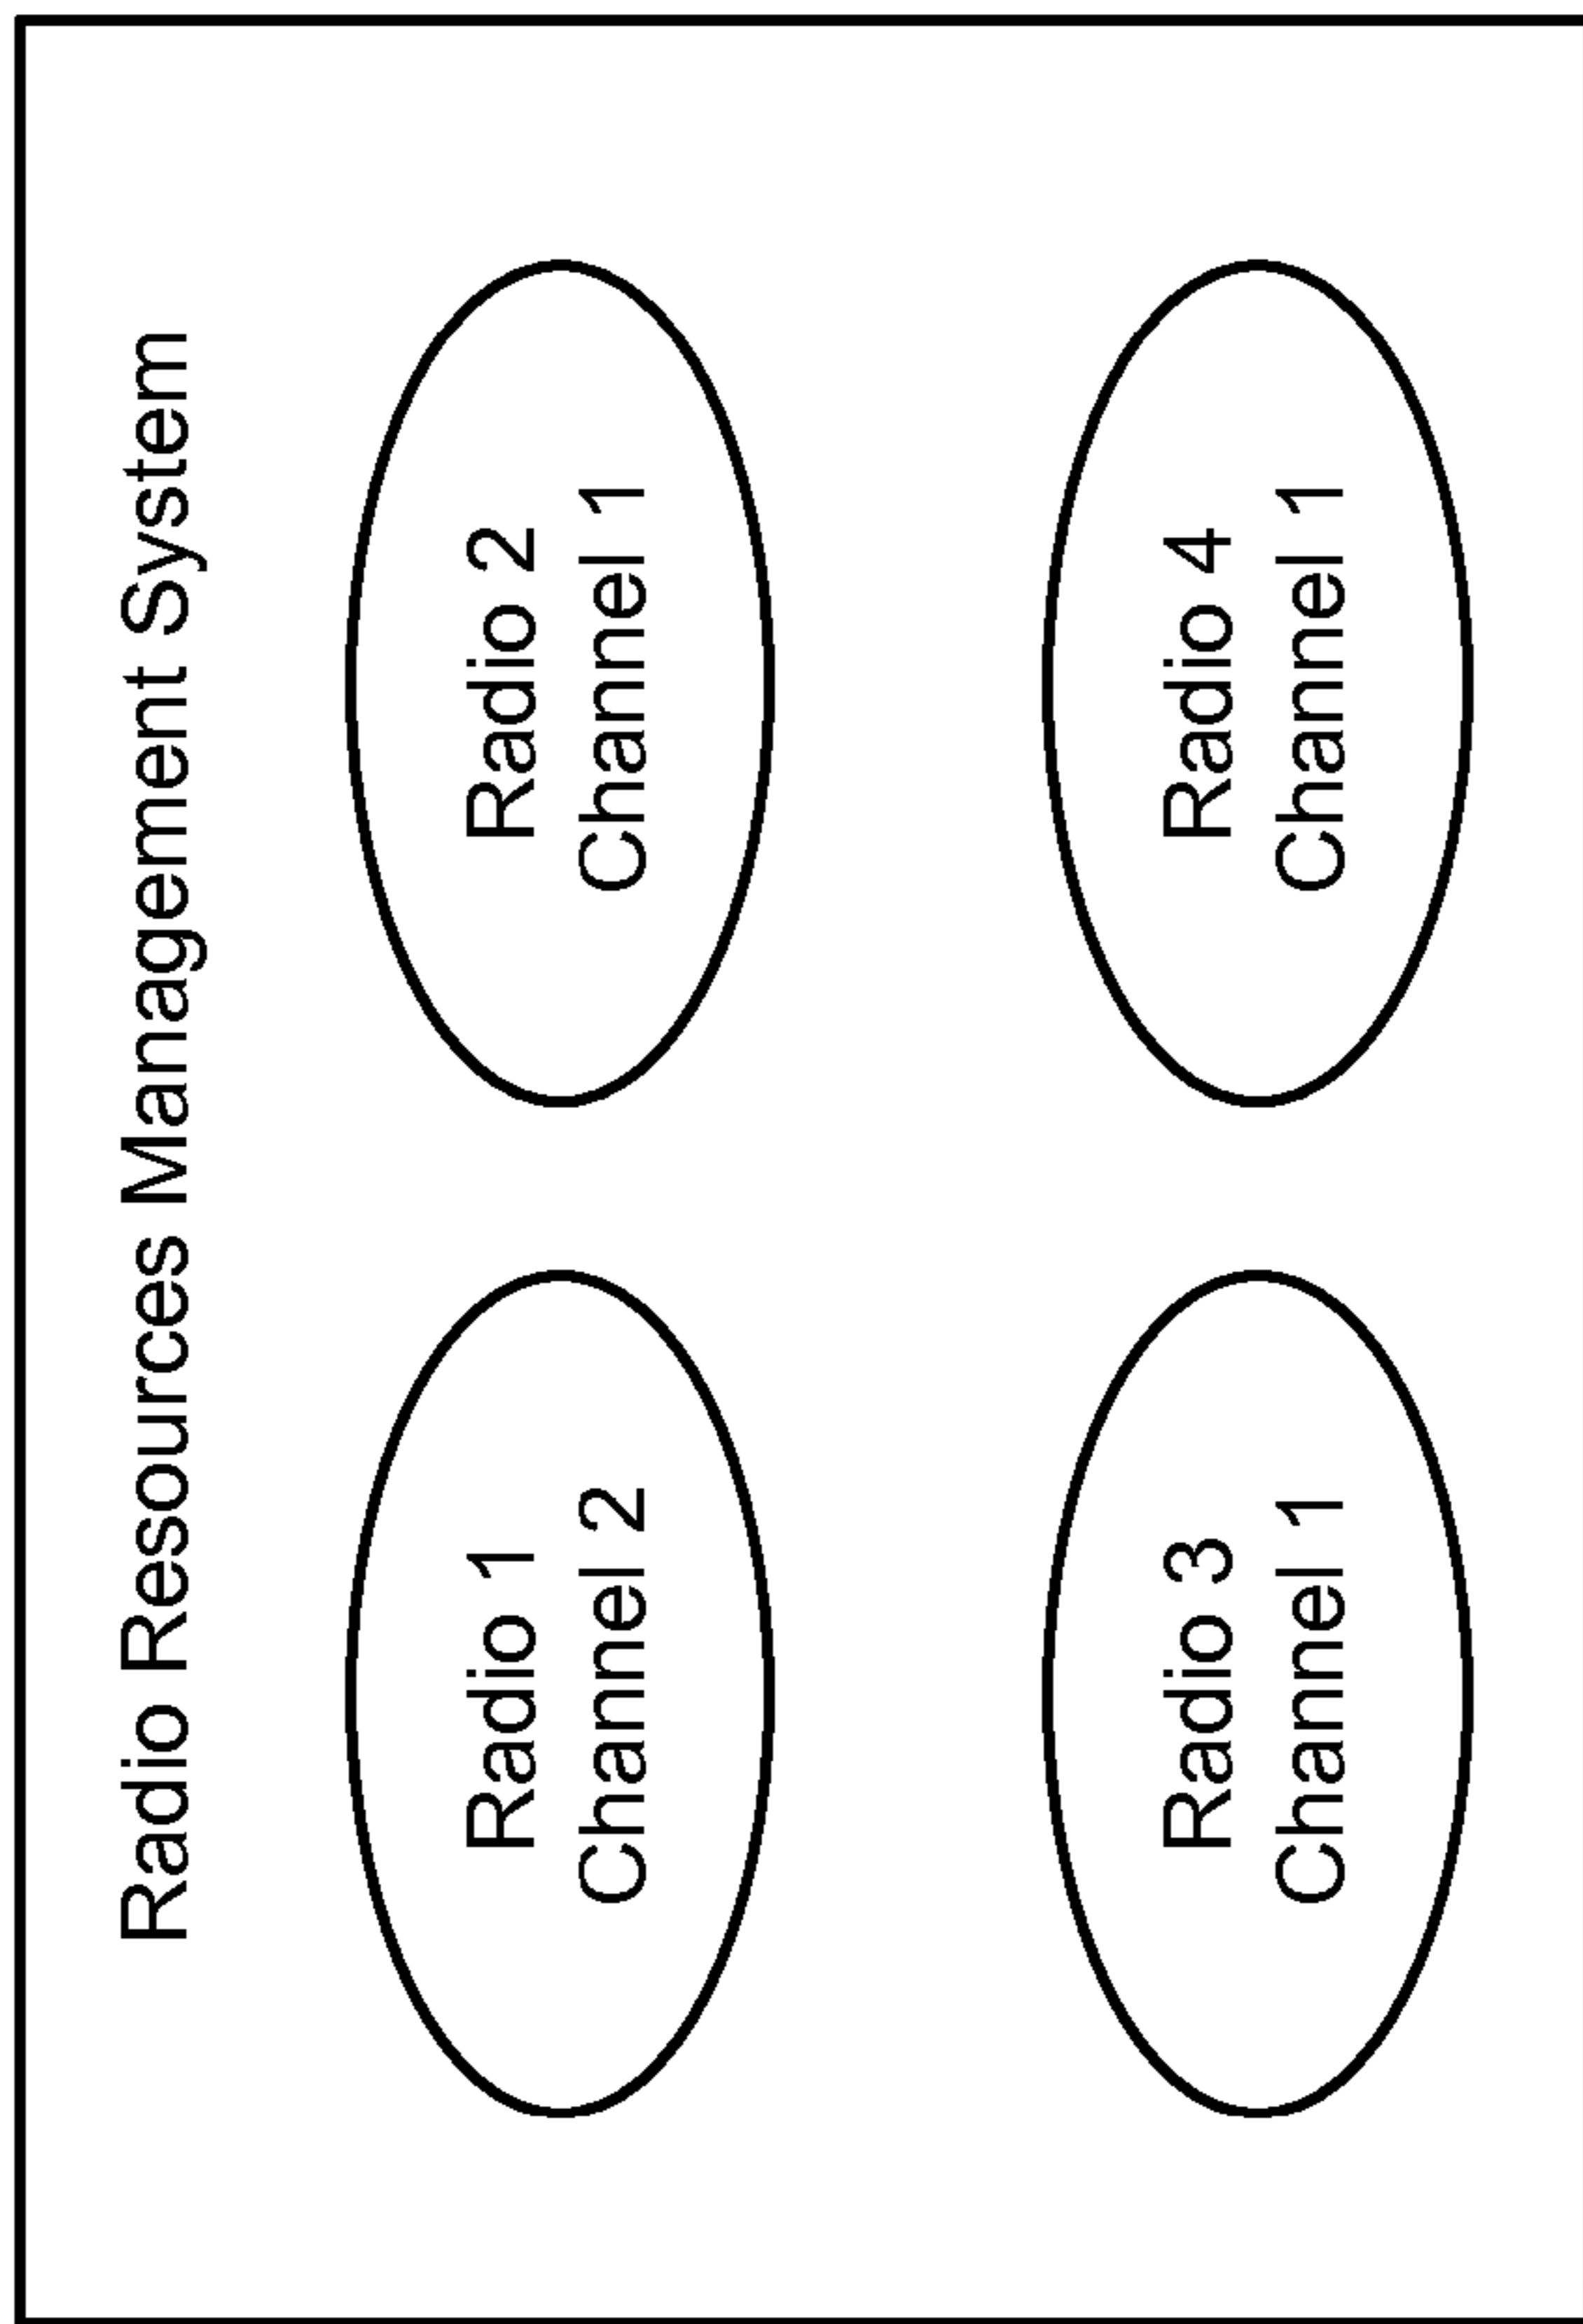 Radio Resources Management System
Radio 1
Channel 2
Radio 2
Channel 1
Radio 3
Channel 1
Radio 4
Channel 1